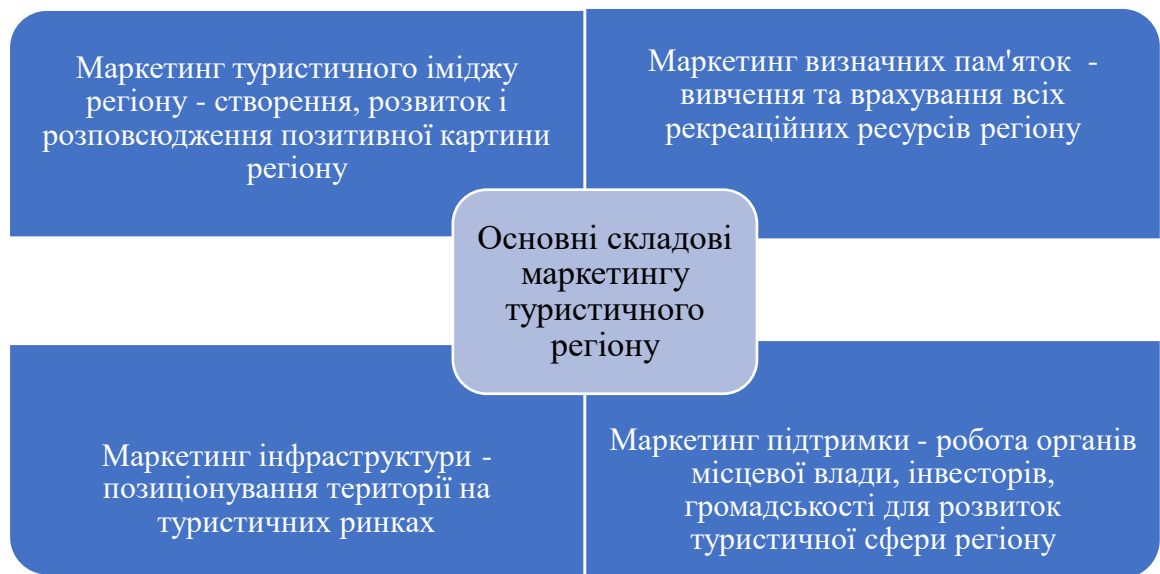 Маркетинг туристичного іміджу
регіону - створення, розвиток і
розповсюдження позитивної картини
регіону
Маркетинг визначних пам'яток -
вивчення та врахування всіх
рекреаційних ресурсів регіону
Основні складові
маркетингу
туристичного
регіону
Маркетинг інфраструктури -
позиціонування території на
туристичних ринках
Маркетинг підтримки - робота органів
місцевої влади, інвесторів,
громадськості для розвиток
туристичної сфери регіону